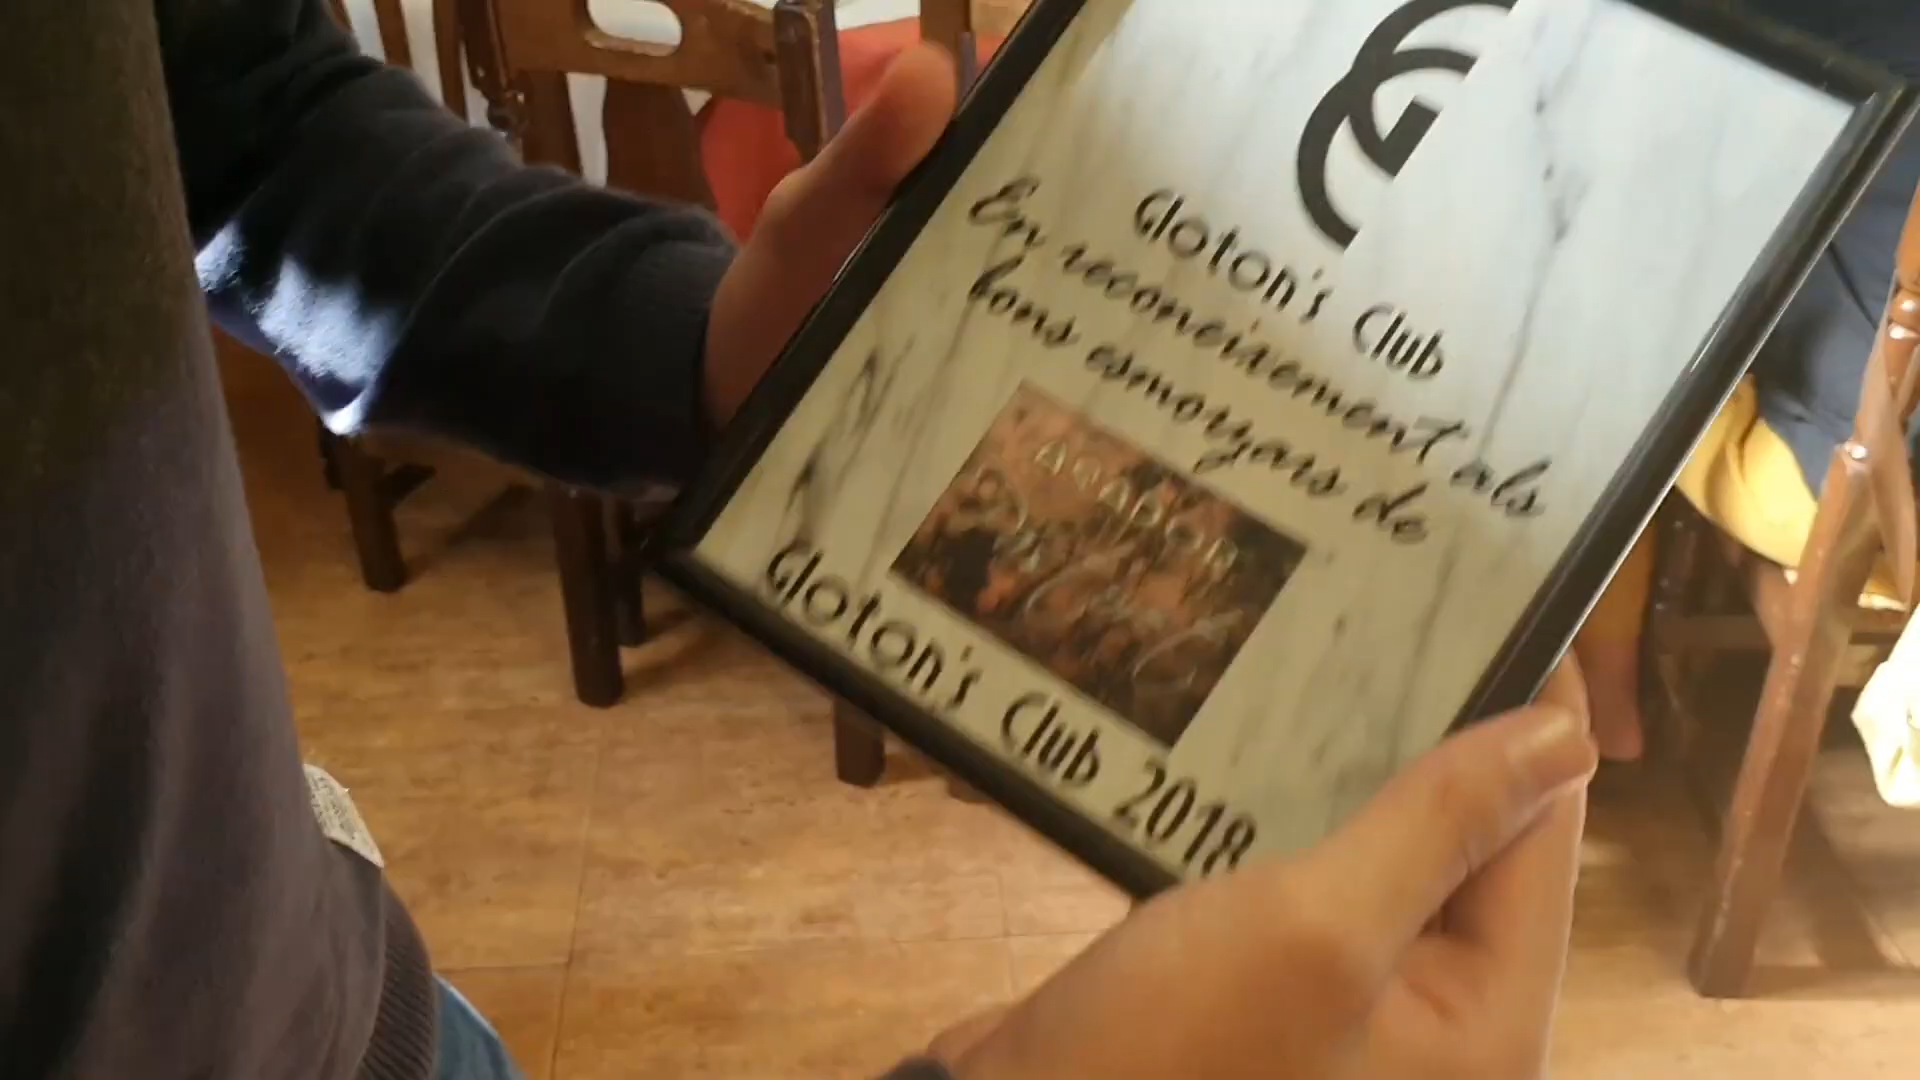 Gloton's Club
En reconeixement als
bons esmorzars de
Gloton's Club 2018